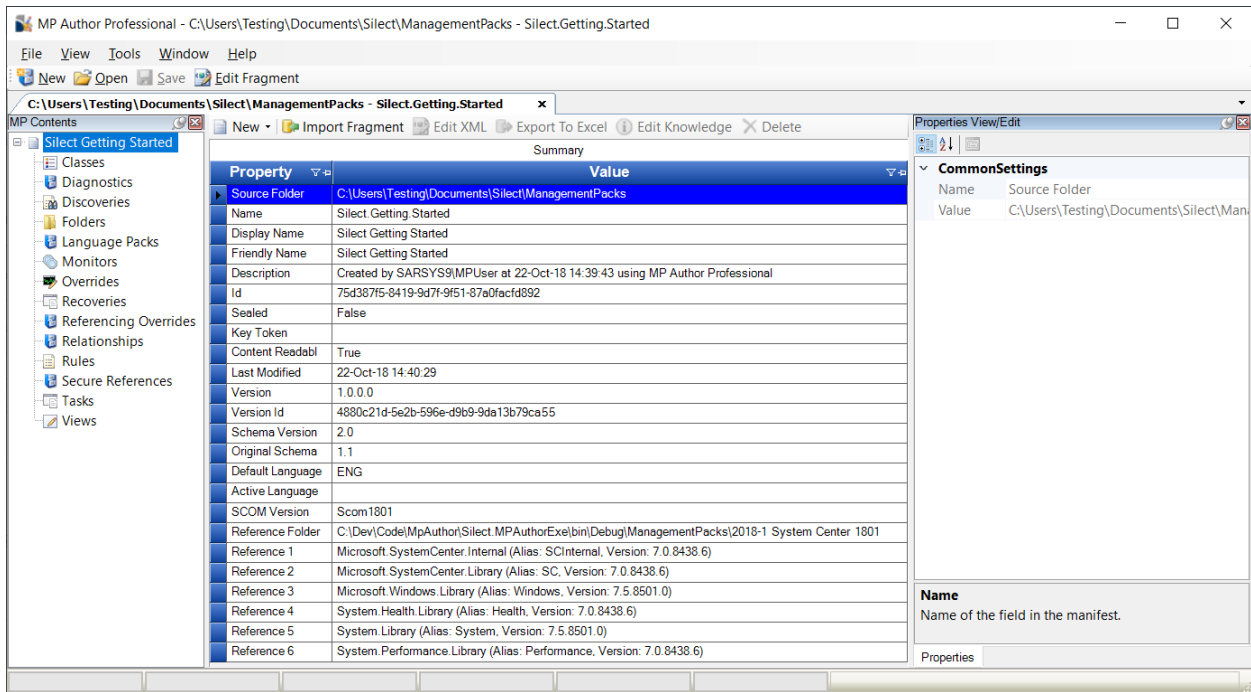 MP Author Professional - C:\Users\Testing\Documents\Silect\ManagementPacks - Silect.Getting.Started
File View Tools Window Help
New Open Save Edit Fragment
C:\Users\Testing\Documents\Silect\ManagementPacks - Silect.Getting.Started
MP Contents
Silect Getting Started
Classes
Diagnostics
Discoveries
Folders
Language Packs
Monitors
Overrides
Recoveries
Referencing Overrides
Relationships
Rules
Secure References
Tasks
Views
New Import Fragment Edit XML Export To Excel Edit Knowledge Delete
Summary
Property Value
Source Folder C:\Users\Testing\Documents\Silect\ManagementPacks
Name Silect.Getting.Started
Display Name Silect Getting Started
Friendly Name Silect Getting Started
Description Created by SARSYS9\MPUser at 22-Oct-18 14:39:43 using MP Author Professional
Id 75d387f5-8419-9d7f-9f51-87a0facfd892
Sealed False
Key Token
Content Readabl True
Last Modified 22-Oct-18 14:40:29
Version 1.0.0.0
Version Id 4880c21d-5e2b-596e-d9b9-9da13b79ca55
Schema Version 2.0
Original Schema 1.1
Default Language ENG
Active Language
SCOM Version Scom1801
Reference Folder C:\Dev\Code\MpAuthor\Silect.MPAuthorExe\bin\Debug\ManagementPacks\2018-1 System Center 1801
Reference 1 Microsoft.SystemCenter.Internal (Alias: SCInternal, Version: 7.0.8438.6)
Reference 2 Microsoft.SystemCenter.Library (Alias: SC, Version: 7.0.8438.6)
Reference 3 Microsoft.Windows.Library (Alias: Windows, Version: 7.5.8501.0)
Reference 4 System.Health.Library (Alias: Health, Version: 7.0.8438.6)
Reference 5 System.Library (Alias: System, Version: 7.5.8501.0)
Reference 6 System.Performance.Library (Alias: Performance, Version: 7.0.8438.6)
Properties View/Edit
CommonSettings
Name Source Folder
Value C:\Users\Testing\Documents\Silect\Man
Name
Name of the field in the manifest.
Properties